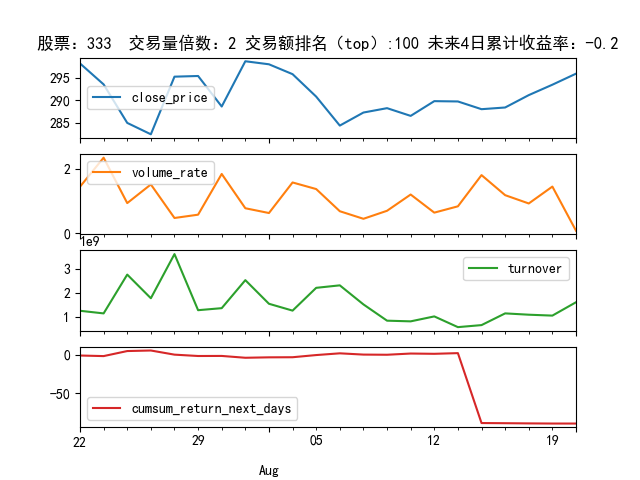 股票：333  交易量倍数：2 交易额排名（top）:100 未来4日累计收益率：-0.2
295
290
285
close_price
2
0
volume_rate
1e9
3
2
1
turnover
0
−50
cumsum_return_next_days
22 29 05 12 19
Aug